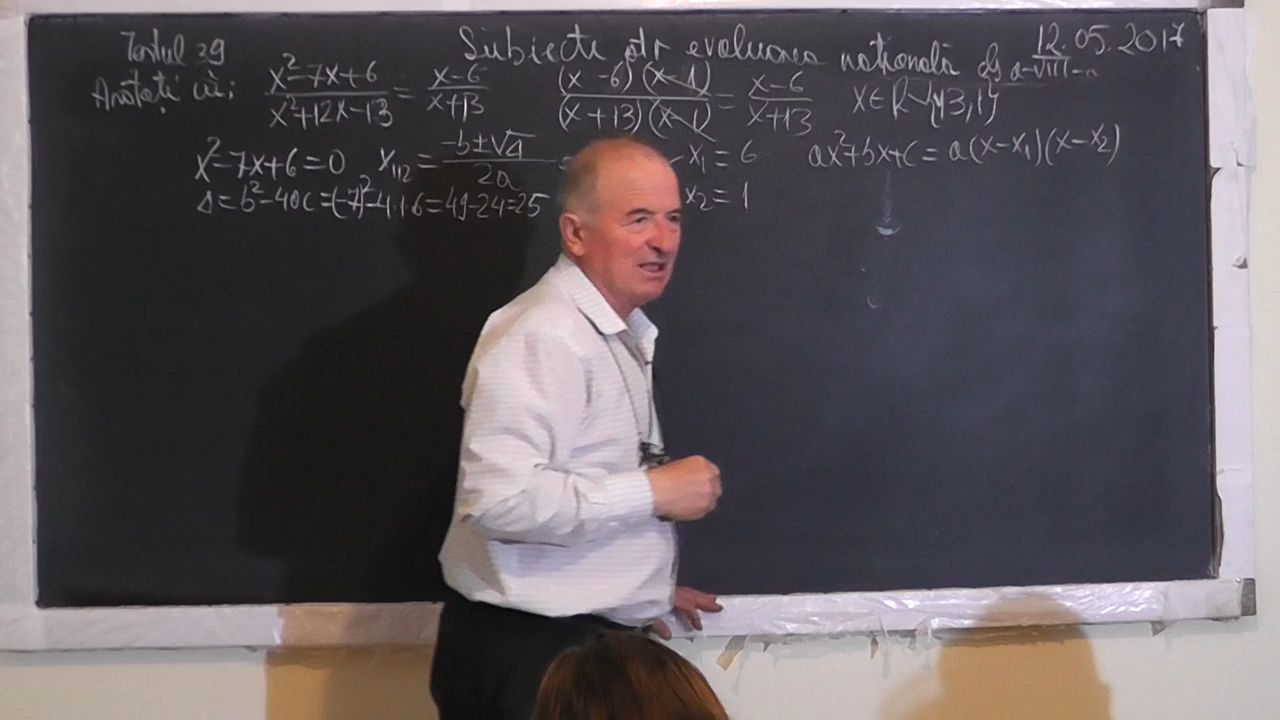 Testul 39 Subiecte ptr evaluarea națională cls a-VIII-a 12.05.2017
Arătați că; x²-7x+6 / x²+12x-13 = x-6 / x+13 (x-6)(x-1) / (x+13)(x-1) = x-6 / x+13 x∈R\{-13,1}
x²-7x+6=0 x₁,₂ = -b±√Δ / 2a = x₁=6 ax²+bx+c = a(x-x₁)(x-x₂)
Δ=b²-4ac=(-7)²-4·1·6=49-24=25 x₂=1